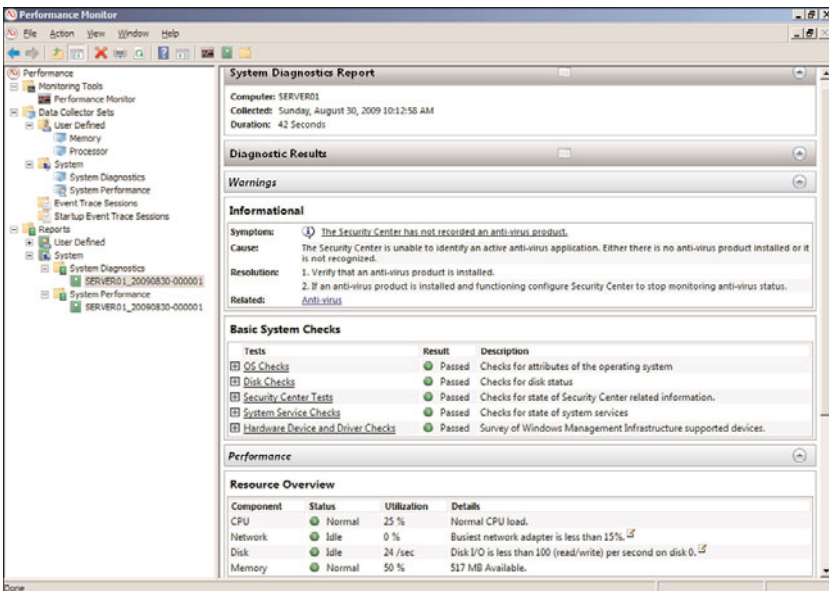 Performance Monitor
File Action View Window Help
Performance
Monitoring Tools
Performance Monitor
Data Collector Sets
User Defined
Memory
Processor
System
System Diagnostics
System Performance
Event Trace Sessions
Startup Event Trace Sessions
Reports
User Defined
System
System Diagnostics
SERVER01_20090830-000001
System Performance
SERVER01_20090830-000001
System Diagnostics Report
Computer: SERVER01
Collected: Sunday, August 30, 2009 10:12:58 AM
Duration: 42 Seconds
Diagnostic Results
Warnings
Informational
Symptom: The Security Center has not recorded an anti-virus product.
Cause: The Security Center is unable to identify an active anti-virus application. Either there is no anti-virus product installed or it
is not recognized.
Resolution: 1. Verify that an anti-virus product is installed.
2. If an anti-virus product is installed and functioning configure Security Center to stop monitoring anti-virus status.
Related: Anti-virus
Basic System Checks
Tests Result Description
OS Checks Passed Checks for attributes of the operating system
Disk Checks Passed Checks for disk status
Security Center Tests Passed Checks for state of Security Center related information.
System Service Checks Passed Checks for state of system services
Hardware Device and Driver Checks Passed Survey of Windows Management Infrastructure supported devices.
Performance
Resource Overview
Component Status Utilization Details
CPU Normal 25 % Normal CPU load.
Network Idle 0 % Busiest network adapter is less than 15%.
Disk Idle 24 /sec Disk I/O is less than 100 (read/write) per second on disk 0.
Memory Normal 50 % 517 MB Available.
Done